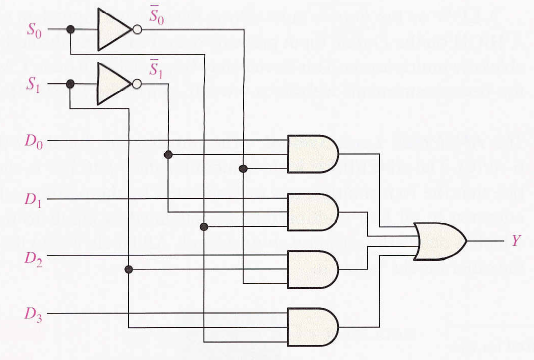 S₀
S̄₀
S₁
S̄₁
D₀
D₁
D₂
D₃
Y